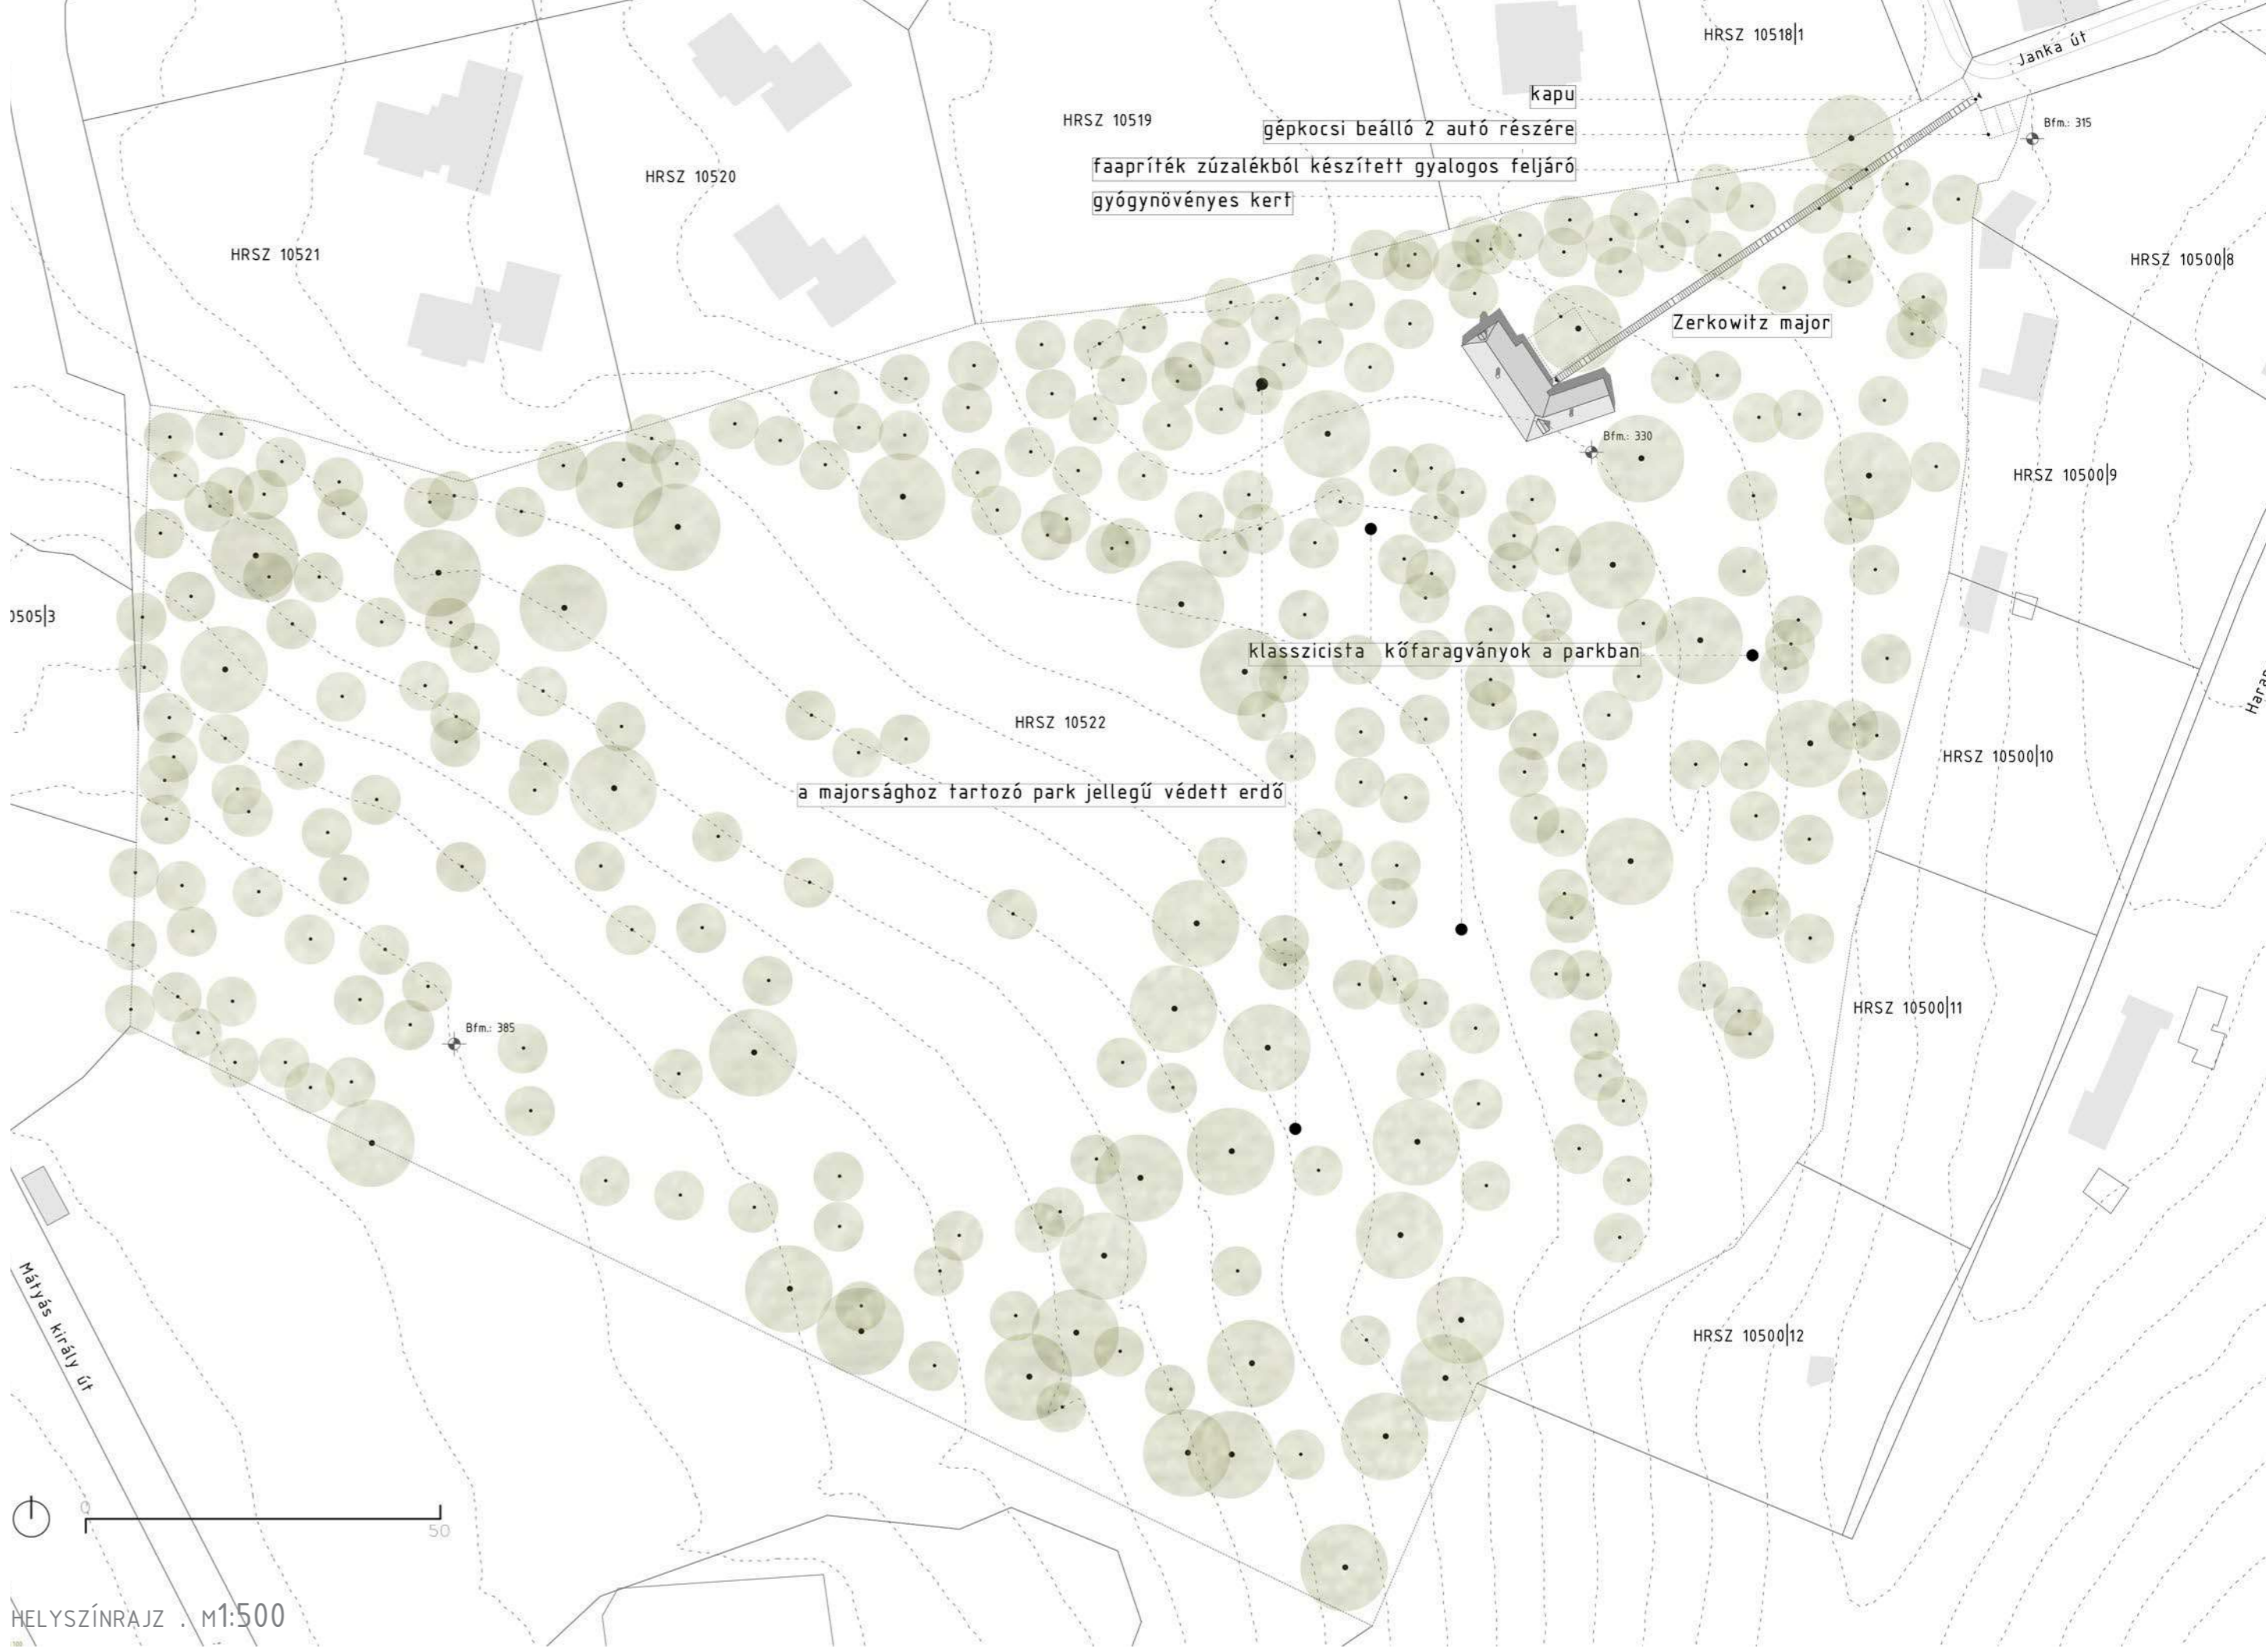 HRSZ 10518|1
Janka út
kapu
HRSZ 10519
gépkocsi beálló 2 autó részére
Bfm.: 315
faapríték zúzalékból készített gyalogos feljáró
HRSZ 10520
gyógynövényes kert
HRSZ 10521
HRSZ 10500|8
Zerkowitz major
Bfm.: 330
HRSZ 10500|9
0505|3
klasszicista kőfaragványok a parkban
HRSZ 10522
HRSZ 10500|10
a majorsághoz tartozó park jellegű védett erdő
HRSZ 10500|11
Bfm.: 385
Mátyás király út
HRSZ 10500|12
0
50
HELYSZÍNRAJZ . M1:500